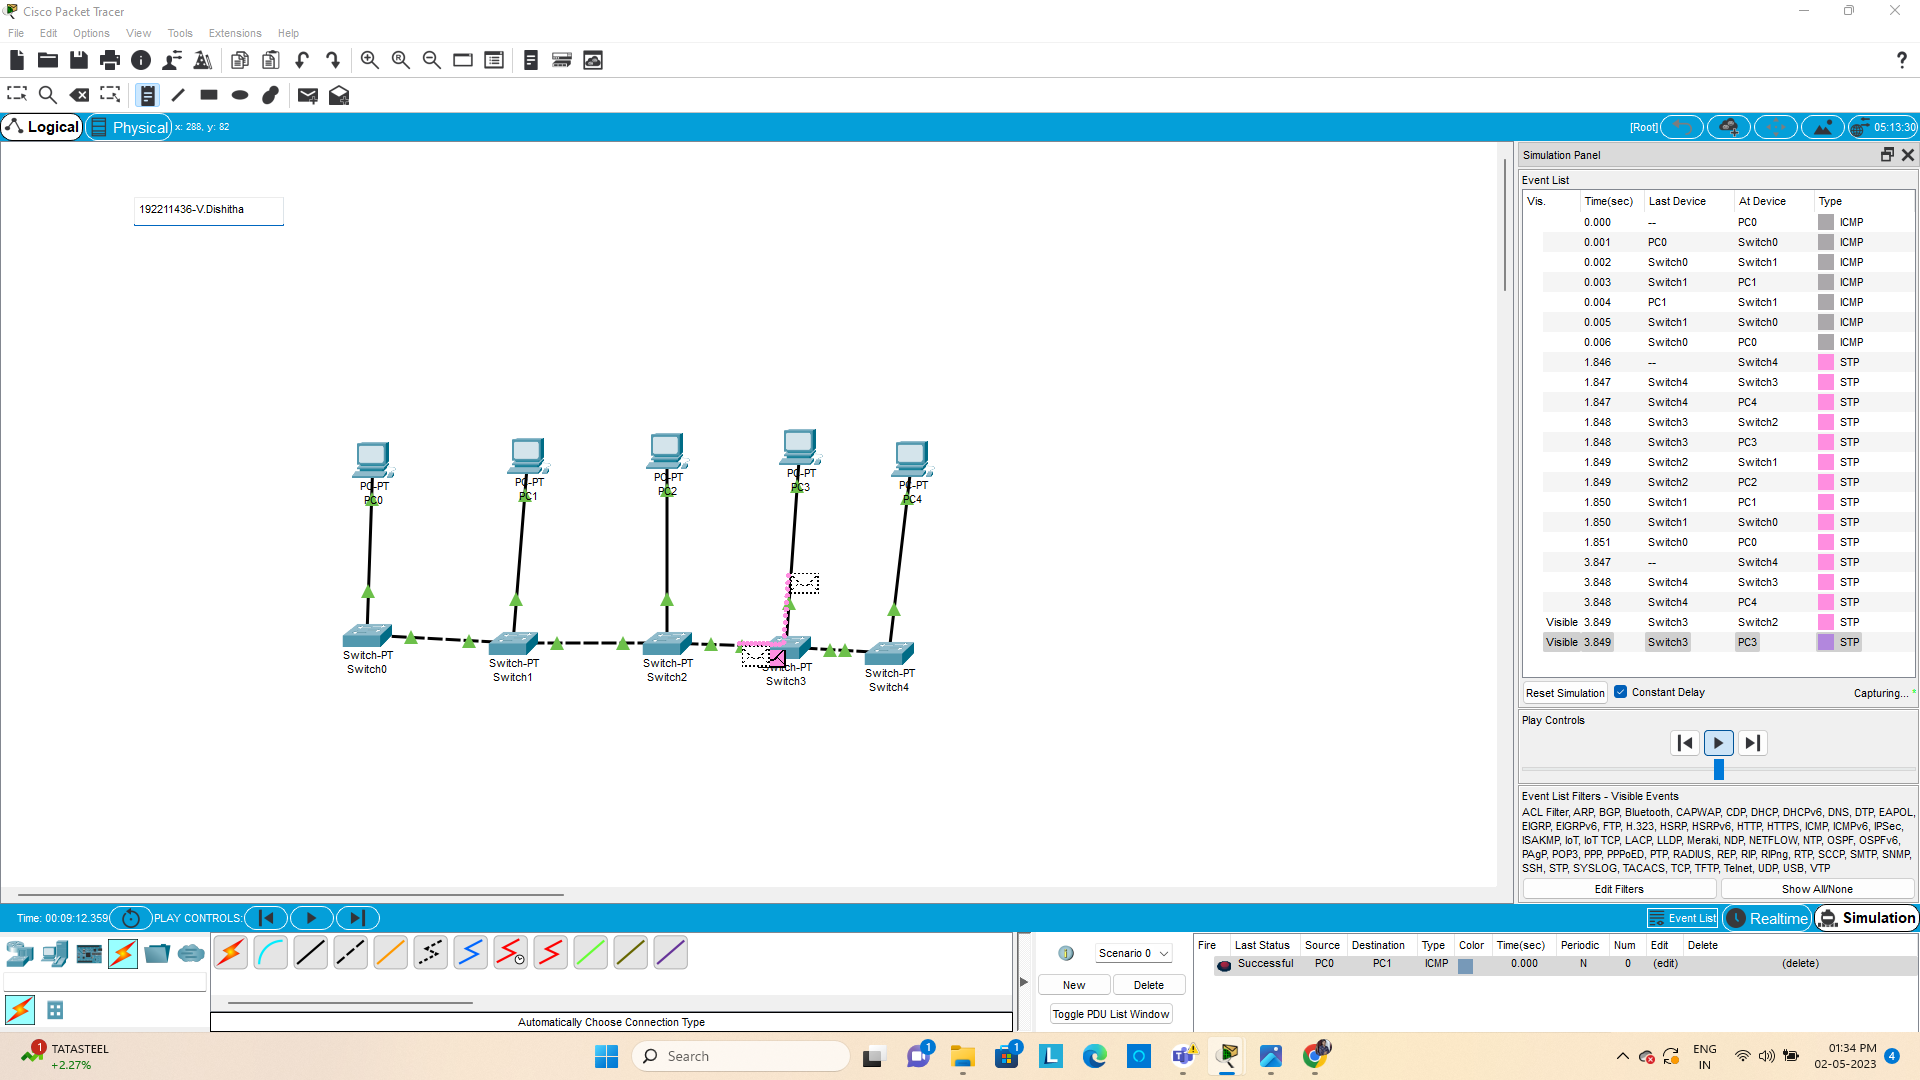 Cisco Packet Tracer
File Edit Options View Tools Extensions Help
Logical Physical x: 288, y: 82 [Root] 05:13:30
192211436-V.Dishitha
PC-PT
PC0
PC-PT
PC1
PC-PT
PC2
PC-PT
PC3
PC-PT
PC4
Switch-PT
Switch0
Switch-PT
Switch1
Switch-PT
Switch2
Switch-PT
Switch3
Switch-PT
Switch4
Simulation Panel
Event List
Vis. Time(sec) Last Device At Device Type
0.000 -- PC0 ICMP
0.001 PC0 Switch0 ICMP
0.002 Switch0 Switch1 ICMP
0.003 Switch1 PC1 ICMP
0.004 PC1 Switch1 ICMP
0.005 Switch1 Switch0 ICMP
0.006 Switch0 PC0 ICMP
1.846 -- Switch4 STP
1.847 Switch4 Switch3 STP
1.847 Switch4 PC4 STP
1.848 Switch3 Switch2 STP
1.848 Switch3 PC3 STP
1.849 Switch2 Switch1 STP
1.849 Switch2 PC2 STP
1.850 Switch1 PC1 STP
1.850 Switch1 Switch0 STP
1.851 Switch0 PC0 STP
3.847 -- Switch4 STP
3.848 Switch4 Switch3 STP
3.848 Switch4 PC4 STP
Visible 3.849 Switch3 Switch2 STP
Visible 3.849 Switch3 PC3 STP
Reset Simulation Constant Delay Capturing... *
Play Controls
Event List Filters - Visible Events
ACL Filter, ARP, BGP, Bluetooth, CAPWAP, CDP, DHCP, DHCPv6, DNS, DTP, EAPOL,
EIGRP, EIGRPv6, FTP, H.323, HSRP, HSRPv6, HTTP, HTTPS, ICMP, ICMPv6, IPSec,
ISAKMP, IoT, IoT TCP, LACP, LLDP, Meraki, NDP, NETFLOW, NTP, OSPF, OSPFv6,
PAgP, POP3, PPP, PPPoED, PTP, RADIUS, REP, RIP, RIPng, RTP, SCCP, SMTP, SNMP,
SSH, STP, SYSLOG, TACACS, TCP, TFTP, Telnet, UDP, USB, VTP
Edit Filters Show All/None
Time: 00:09:12.359 PLAY CONTROLS: Event List Realtime Simulation
Scenario 0
New Delete
Toggle PDU List Window
Fire Last Status Source Destination Type Color Time(sec) Periodic Num Edit Delete
Successful PC0 PC1 ICMP 0.000 N 0 (edit) (delete)
Automatically Choose Connection Type
1 TATASTEEL
+2.27%
Search
1
1
ENG
IN
01:34 PM
02-05-2023
4